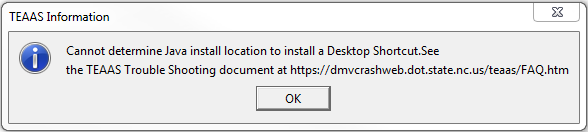 TEAAS Information
Cannot determine Java install location to install a Desktop Shortcut.See
the TEAAS Trouble Shooting document at https://dmvcrashweb.dot.state.nc.us/teaas/FAQ.htm
OK